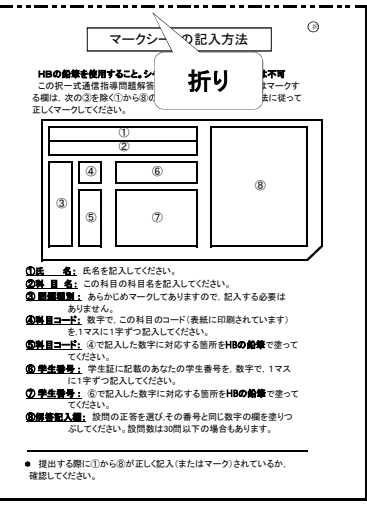 マークシー の記入方法
折り
HBの鉛筆を使用すること。シ 不可
この択一式通信指導問題解答 はマークす
る欄は、次の③を除く①から⑧の 法に従って
正しくマークしてください。
①
②
④ ⑥
③ ⑧
⑤ ⑦
①氏 名： 氏名を記入してください。
②科 目 名： この科目の科目名を記入してください。
③ 問題種別： あらかじめマークしてありますので、記入する必要は
ありません。
④科目コード： 数字で、この科目のコード(表紙に印刷されています)
を、1マスに1字ずつ記入してください。
⑤科目コード： ④で記入した数字に対応する箇所をHBの鉛筆で塗って
ください。
⑥ 学生番号： 学生証に記載のあなたの学生番号を、数字で、1マス
に1字ずつ記入してください。
⑦ 学生番号： ⑥で記入した数字に対応する箇所をHBの鉛筆で塗って
てください。
⑧解答記入欄： 設問の正答を選び、その番号と同じ数字の欄を塗りつ
ぶしてください。設問数は30問以下の場合もあります。
● 提出する際に①から⑧が正しく記入(またはマーク)されているか、
確認してください。